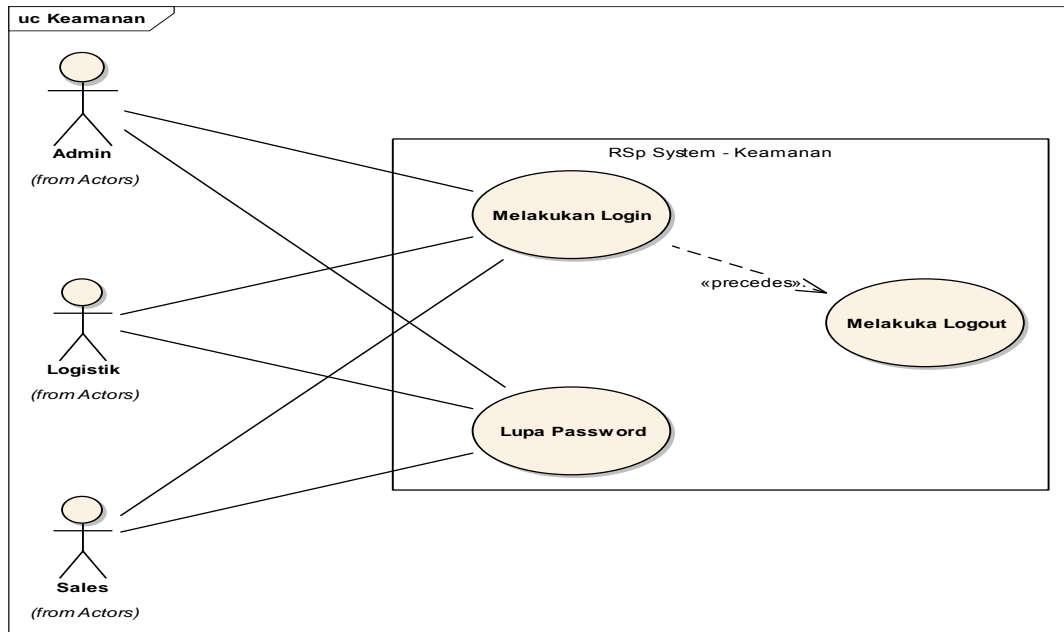 uc Keamanan
Admin
(from Actors)
RSp System - Keamanan
Melakukan Login
«precedes»
Logistik
(from Actors)
Melakuka Logout
Lupa Password
Sales
(from Actors)